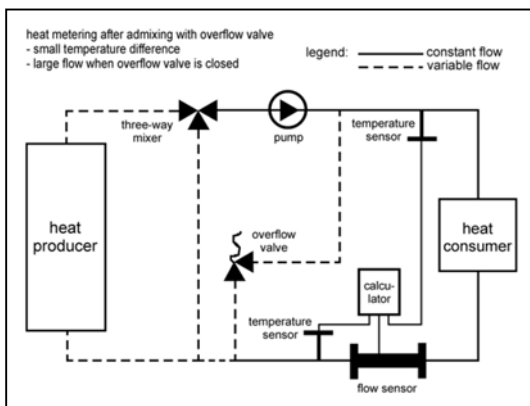 heat metering after admixing with overflow valve
- small temperature difference
- large flow when overflow valve is closed
legend:
constant flow
variable flow
three-way
mixer
pump
temperature
sensor
heat
producer
overflow
valve
heat
consumer
calcu-
lator
temperature
sensor
flow sensor